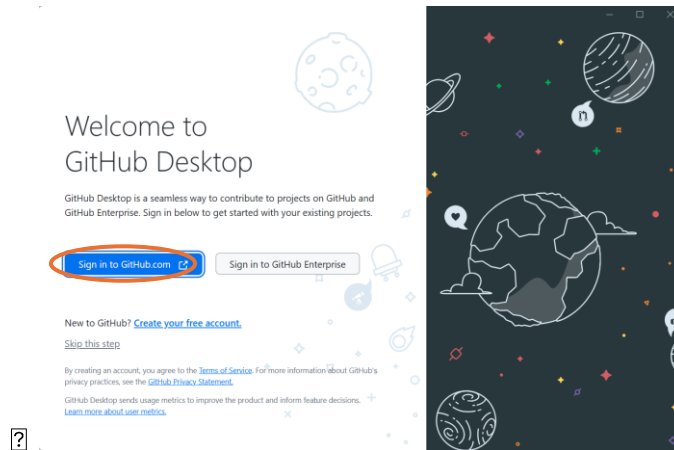 Welcome to
GitHub Desktop
GitHub Desktop is a seamless way to contribute to projects on GitHub and
GitHub Enterprise. Sign in below to get started with your existing projects.
Sign in to GitHub.com
Sign in to GitHub Enterprise
New to GitHub? Create your free account.
Skip this step
By creating an account, you agree to the Terms of Service. For more information about GitHub's
privacy practices, see the GitHub Privacy Statement.
GitHub Desktop sends usage metrics to improve the product and inform feature decisions.
Learn more about user metrics.
?